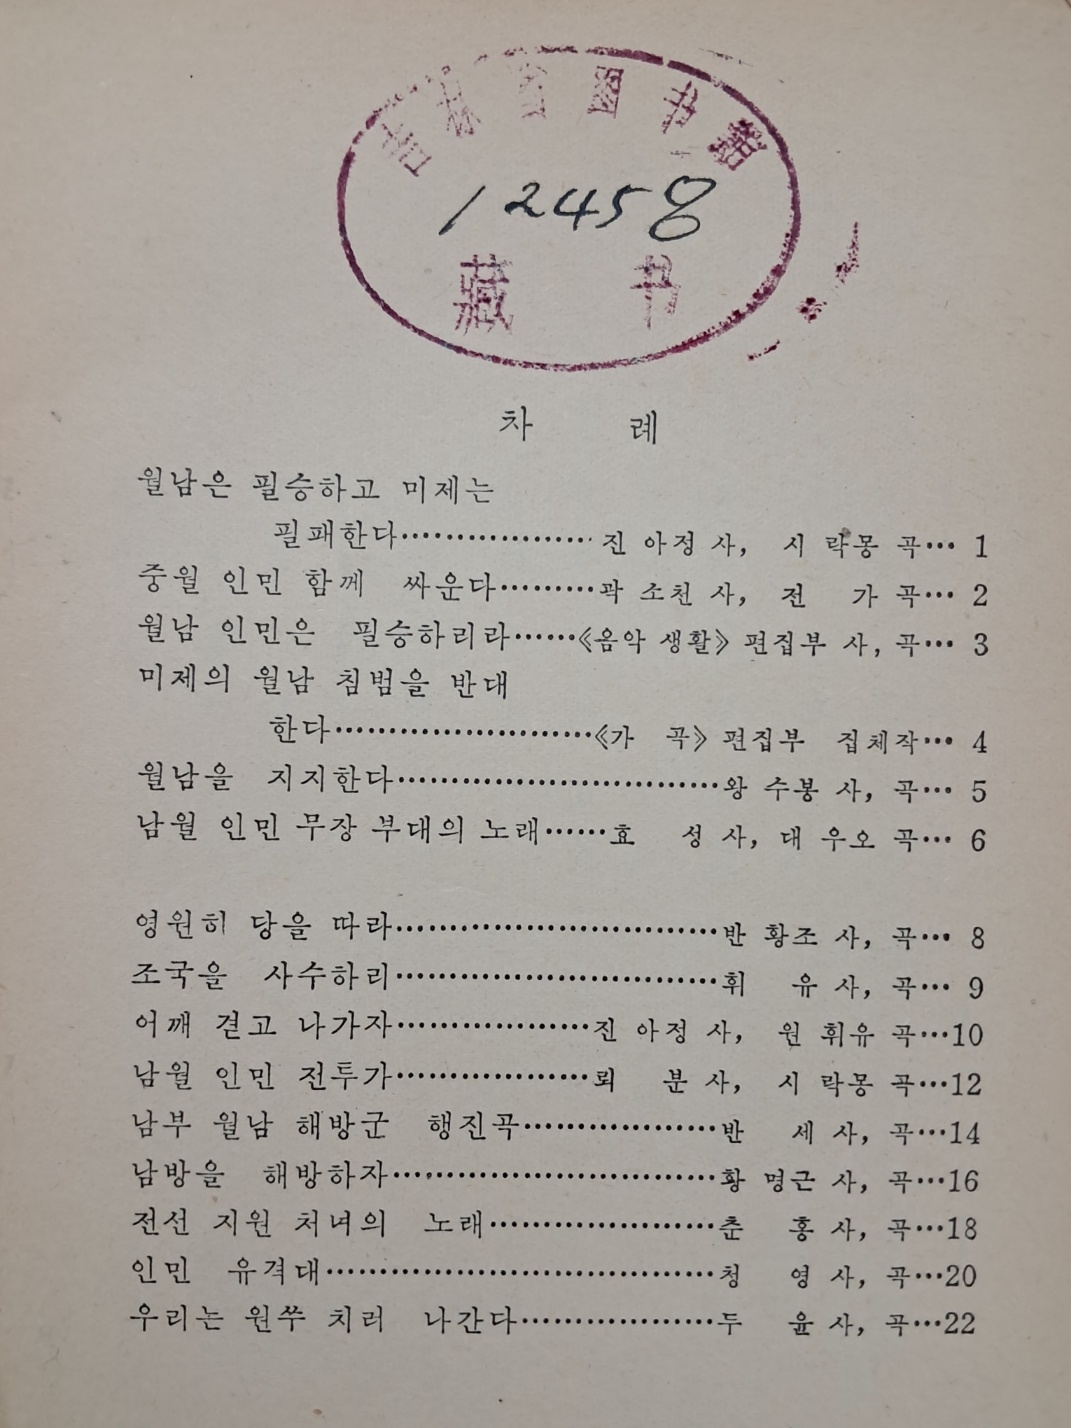 图书馆
12458
藏书
차 례
월남은 필승하고 미제는
필패한다……………………진 아정 사, 시 락몽 곡… 1
중월 인민 함께 싸운다………곽 소천 사, 전 가 곡… 2
월남 인민은 필승하리라……《음악 생활》 편집부 사, 곡… 3
미제의 월남 침범을 반대
한다…………………………《가 곡》 편집부 집체작… 4
월남을 지지한다…………………………………왕 수봉 사, 곡… 5
남월 인민 무장 부대의 노래……효 성 사, 대 우오 곡… 6
영원히 당을 따라…………………………………반 황조 사, 곡… 8
조국을 사수하리…………………………………휘 유 사, 곡… 9
어깨 겯고 나가자…………………진 아정 사, 원 휘유 곡…10
남월 인민 전투가…………………뢰 분 사, 시 락몽 곡…12
남부 월남 해방군 행진곡…………………반 세 사, 곡…14
남방을 해방하자…………………………………황 명근 사, 곡…16
전선 지원 처녀의 노래………………………춘 홍 사, 곡…18
인민 유격대…………………………………………청 영 사, 곡…20
우리는 원쑤 치러 나간다…………………두 윤 사, 곡…22